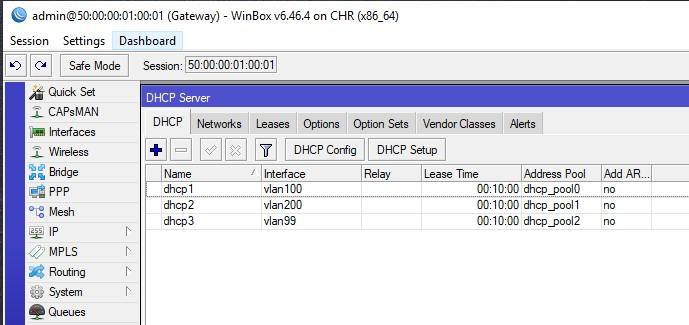 admin@50:00:00:01:00:01 (Gateway) - WinBox v6.46.4 on CHR (x86_64)
Session Settings Dashboard
Safe Mode Session: 50:00:00:01:00:01
Quick Set
CAPsMAN
Interfaces
Wireless
Bridge
PPP
Mesh
IP
MPLS
Routing
System
Queues
DHCP Server
DHCP Networks Leases Options Option Sets Vendor Classes Alerts
DHCP Config DHCP Setup
Name Interface Relay Lease Time Address Pool Add AR...
dhcp1 vlan100 00:10:00 dhcp_pool0 no
dhcp2 vlan200 00:10:00 dhcp_pool1 no
dhcp3 vlan99 00:10:00 dhcp_pool2 no